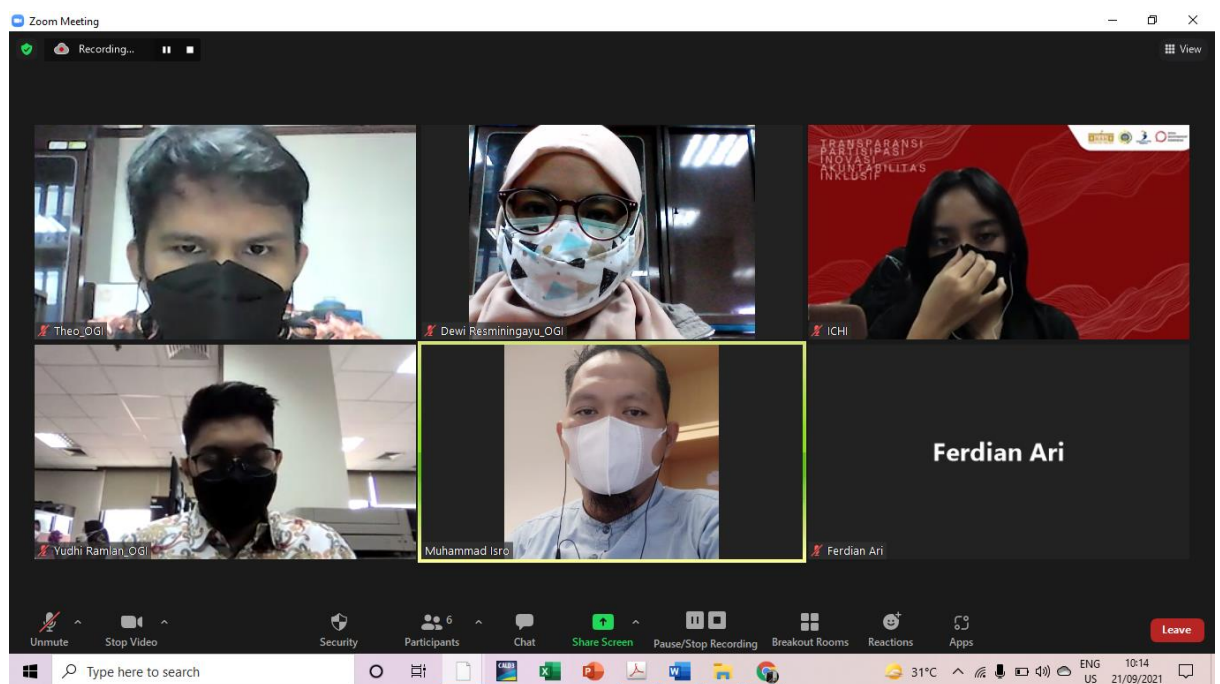 Zoom Meeting
Recording...
View
TRANSPARANSI
PARTISIPASI
INOVASI
AKUNTABILITAS
INKLUSIF
Theo_OGI
Dewi Resminingayu_OGI
ICHI
Yudhi Ramlan_OGI
Muhammad Isro
Ferdian Ari
Ferdian Ari
Unmute
Stop Video
Security
6
Participants
Chat
Share Screen
Pause/Stop Recording
Breakout Rooms
Reactions
Apps
Leave
Type here to search
31°C
ENG
US
10:14
21/09/2021